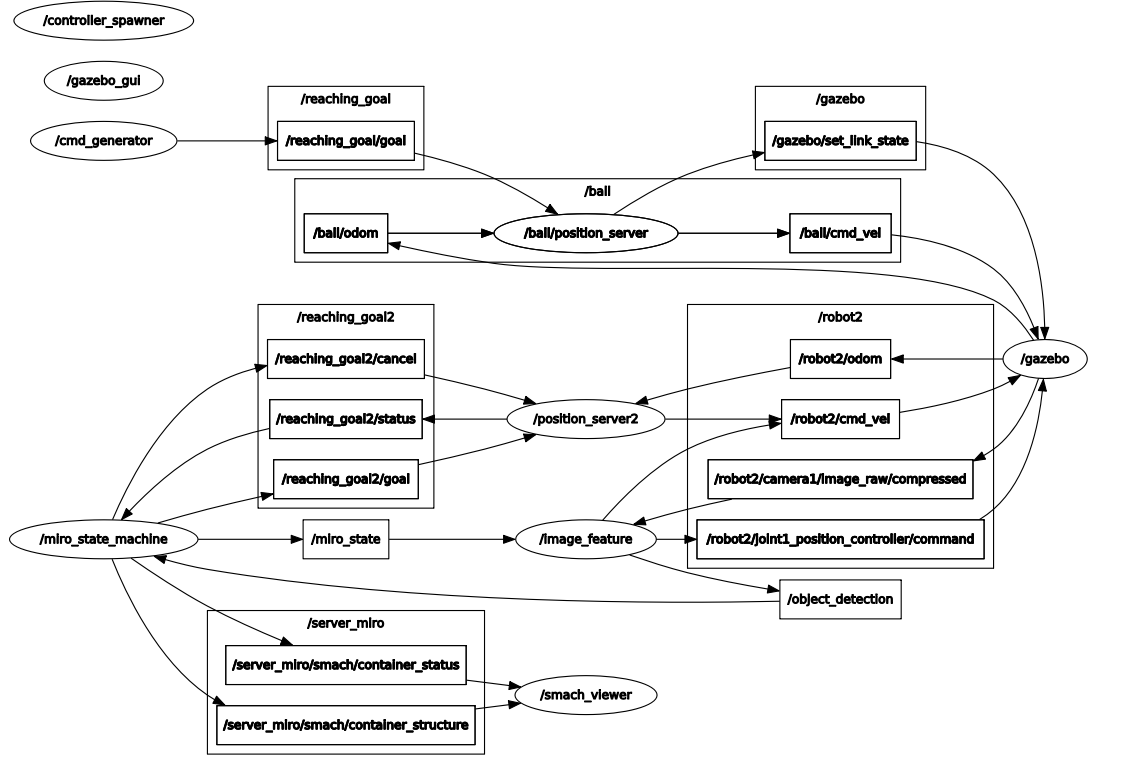 /controller_spawner
/gazebo_gui
/cmd_generator
/reaching_goal
/reaching_goal/goal
/gazebo
/gazebo/set_link_state
/ball
/ball/odom
/ball/position_server
/ball/cmd_vel
/reaching_goal2
/reaching_goal2/cancel
/reaching_goal2/status
/reaching_goal2/goal
/position_server2
/robot2
/robot2/odom
/robot2/cmd_vel
/robot2/camera1/image_raw/compressed
/robot2/joint1_position_controller/command
/gazebo
/miro_state_machine
/miro_state
/image_feature
/object_detection
/server_miro
/server_miro/smach/container_status
/server_miro/smach/container_structure
/smach_viewer